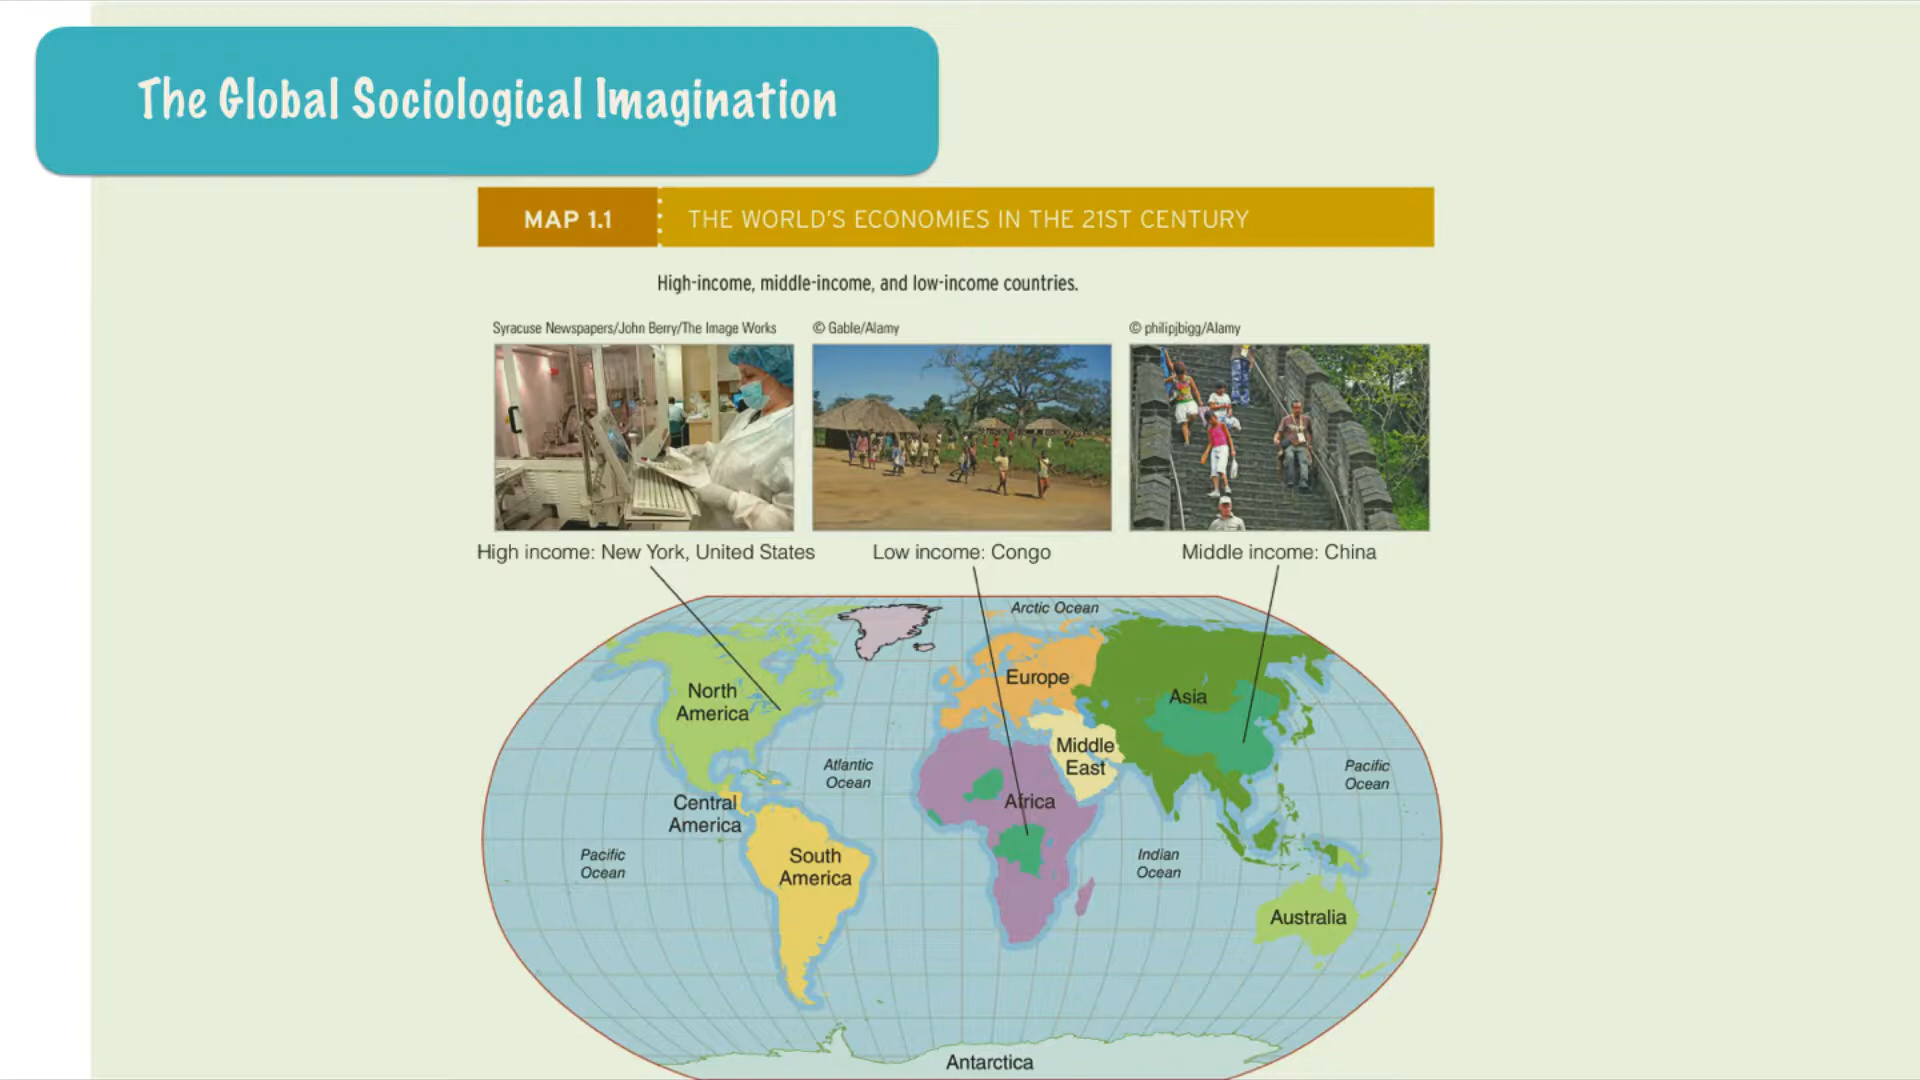 The Global Sociological Imagination
MAP 1.1
THE WORLD'S ECONOMIES IN THE 21ST CENTURY
High-income, middle-income, and low-income countries.
Syracuse Newspapers/John Berry/The Image Works
© Gable/Alamy
© philipjbigg/Alamy
High income: New York, United States
Low income: Congo
Middle income: China
Arctic Ocean
North
America
Europe
Asia
Middle
East
Atlantic
Ocean
Pacific
Ocean
Central
America
Africa
Pacific
Ocean
South
America
Indian
Ocean
Australia
Antarctica